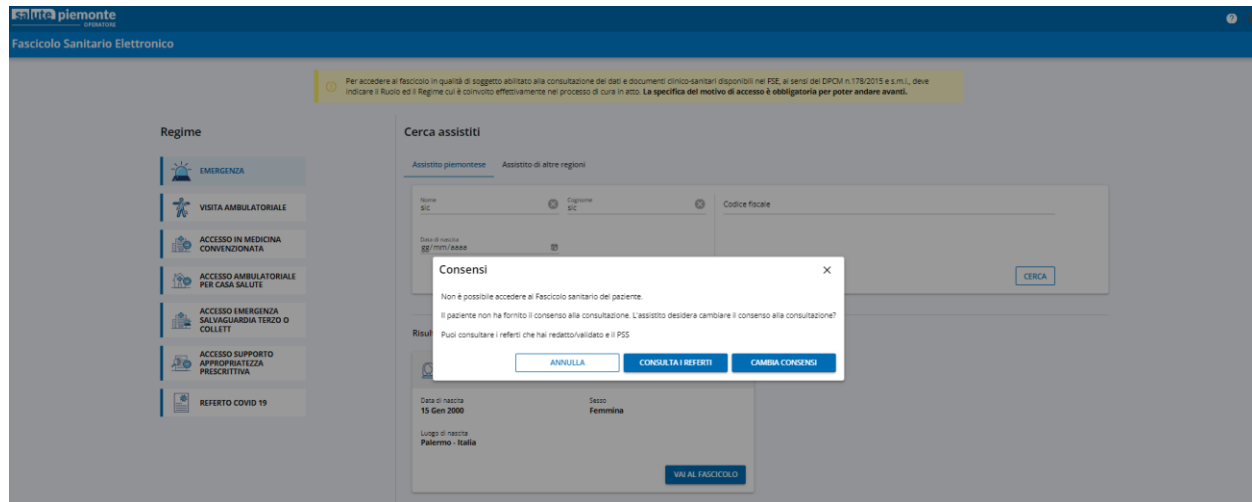 salute piemonte
OPERATORE
Fascicolo Sanitario Elettronico
Per accedere al fascicolo in qualità di soggetto abilitato alla consultazione dei dati e documenti clinico-sanitari disponibili nel FSE, ai sensi del DPCM n.178/2015 e s.m.i., deve
indicare il Ruolo ed il Regime cui è coinvolto effettivamente nel processo di cura in atto. La specifica del motivo di accesso è obbligatoria per poter andare avanti.
Regime
EMERGENZA
VISITA AMBULATORIALE
ACCESSO IN MEDICINA
CONVENZIONATA
ACCESSO AMBULATORIALE
PER CASA SALUTE
ACCESSO EMERGENZA
SALVAGUARDIA TERZO O
COLLETT
ACCESSO SUPPORTO
APPROPRIATEZZA
PRESCRITTIVA
REFERTO COVID 19
Cerca assistiti
Assistito piemontese Assistito di altre regioni
Nome
sic
Cognome
sic
Codice fiscale
Data di nascita
gg/mm/aaaa
CERCA
Consensi
Non è possibile accedere al Fascicolo sanitario del paziente.
Il paziente non ha fornito il consenso alla consultazione. L'assistito desidera cambiare il consenso alla consultazione?
Puoi consultare i referti che hai redatto/validato e il PSS
ANNULLA CONSULTA I REFERTI CAMBIA CONSENSI
Risul
Data di nascita
15 Gen 2000
Sesso
Femmina
Luogo di nascita
Palermo - Italia
VAI AL FASCICOLO